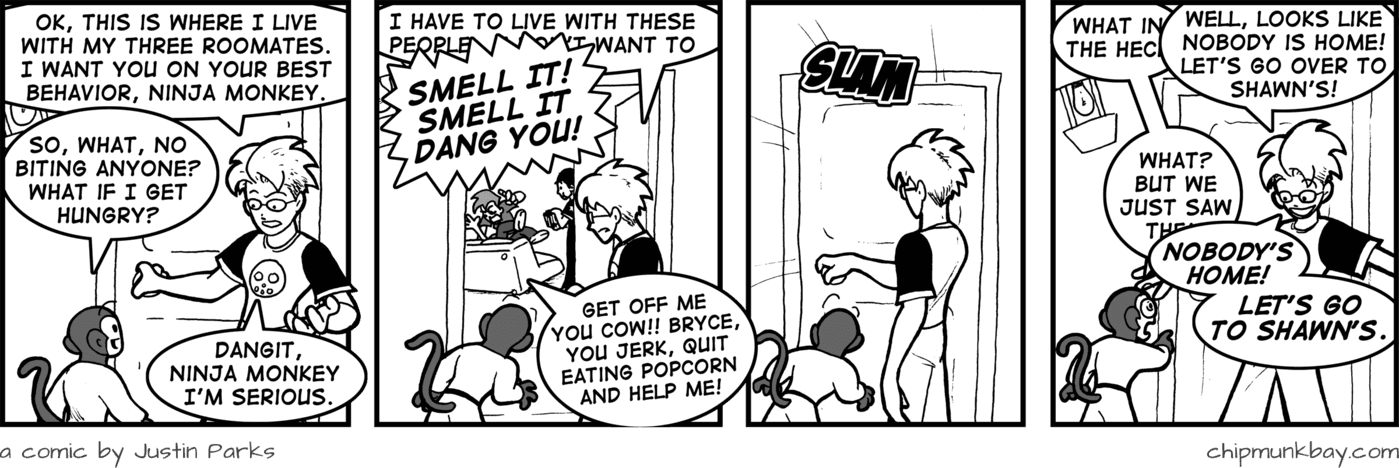 OK, THIS IS WHERE I LIVE
WITH MY THREE ROOMATES.
I WANT YOU ON YOUR BEST
BEHAVIOR, NINJA MONKEY.
SO, WHAT, NO
BITING ANYONE?
WHAT IF I GET
HUNGRY?
DANGIT,
NINJA MONKEY
I'M SERIOUS.
I HAVE TO LIVE WITH THESE
PEOPLE WANT TO
SMELL IT!
SMELL IT
DANG YOU!
GET OFF ME
YOU COW!! BRYCE,
YOU JERK, QUIT
EATING POPCORN
AND HELP ME!
SLAM
WHAT IN
THE HEC
WELL, LOOKS LIKE
NOBODY IS HOME!
LET'S GO OVER TO
SHAWN'S!
WHAT?
BUT WE
JUST SAW
THE
NOBODY'S
HOME!
LET'S GO
TO SHAWN'S.
a comic by Justin Parks
chipmunkbay.com